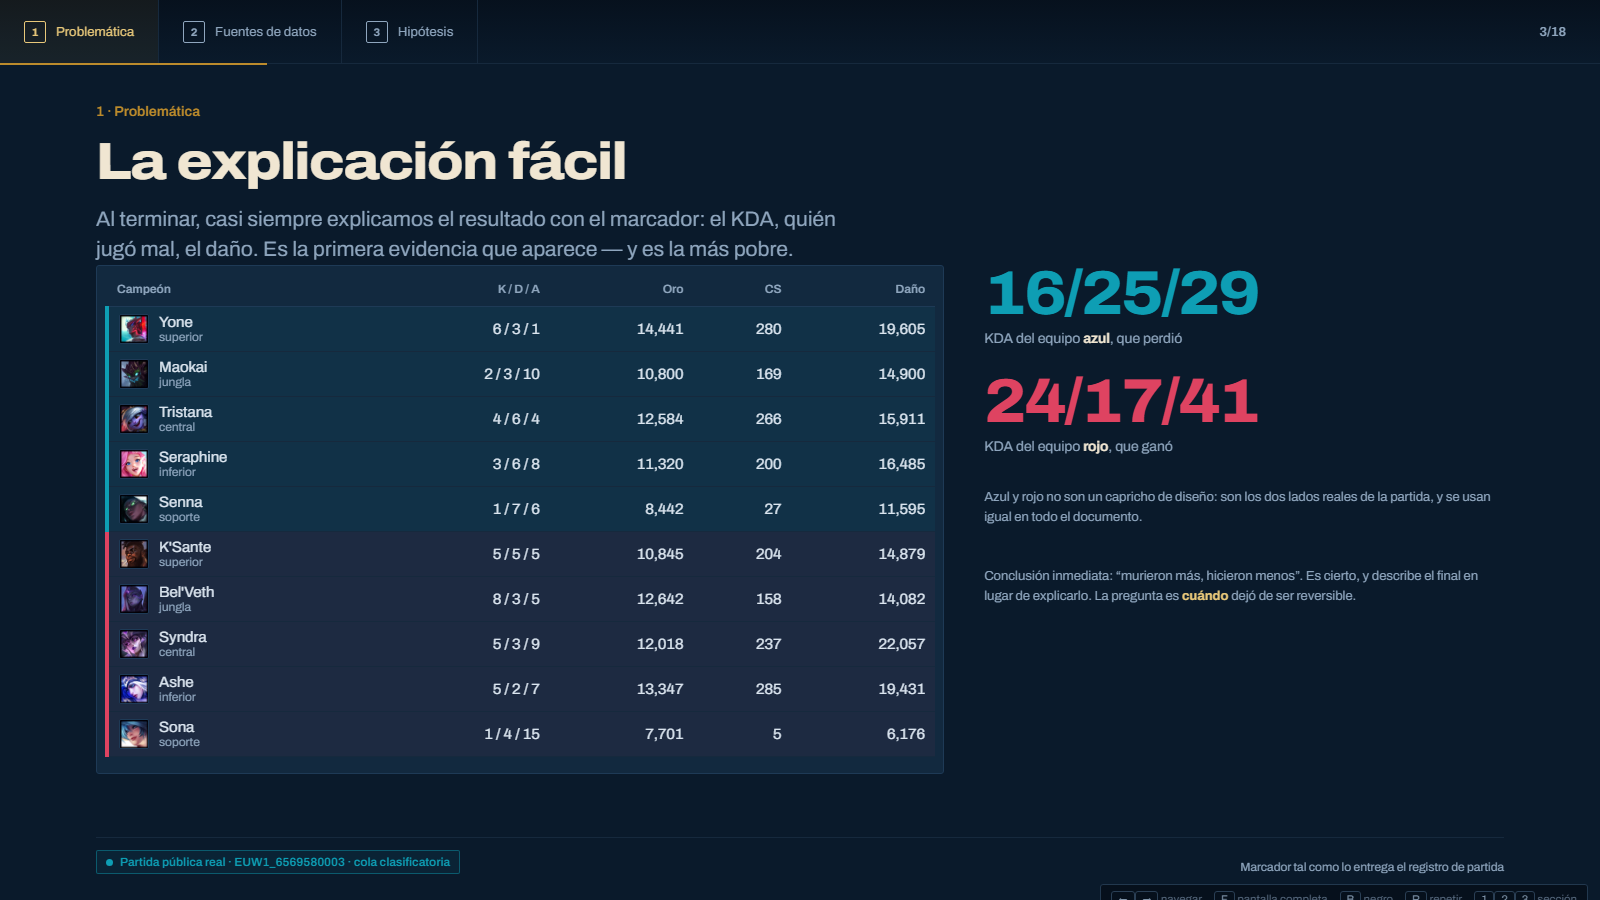 1 Problemática
2 Fuentes de datos
3 Hipótesis
3/18
1 · Problemática
La explicación fácil
Al terminar, casi siempre explicamos el resultado con el marcador: el KDA, quién
jugó mal, el daño. Es la primera evidencia que aparece — y es la más pobre.
Campeón K / D / A Oro CS Daño
Yone 6 / 3 / 1 14,441 280 19,605
superior
Maokai 2 / 3 / 10 10,800 169 14,900
jungla
Tristana 4 / 6 / 4 12,584 266 15,911
central
Seraphine 3 / 6 / 8 11,320 200 16,485
inferior
Senna 1 / 7 / 6 8,442 27 11,595
soporte
K'Sante 5 / 5 / 5 10,845 204 14,879
superior
Bel'Veth 8 / 3 / 5 12,642 158 14,082
jungla
Syndra 5 / 3 / 9 12,018 237 22,057
central
Ashe 5 / 2 / 7 13,347 285 19,431
inferior
Sona 1 / 4 / 15 7,701 5 6,176
soporte
16/25/29
KDA del equipo azul, que perdió
24/17/41
KDA del equipo rojo, que ganó
Azul y rojo no son un capricho de diseño: son los dos lados reales de la partida, y se usan
igual en todo el documento.
Conclusión inmediata: “murieron más, hicieron menos”. Es cierto, y describe el final en
lugar de explicarlo. La pregunta es cuándo dejó de ser reversible.
Partida pública real · EUW1_6569580003 · cola clasificatoria
Marcador tal como lo entrega el registro de partida
← → navegar F pantalla completa B negro R repetir 1 2 3 sección